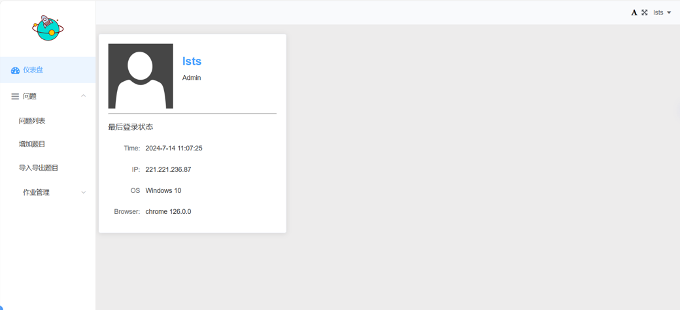 lsts
仪表盘
问题
问题列表
增加题目
导入导出题目
作业管理
lsts
Admin
最后登录状态
Time: 2024-7-14 11:07:25
IP: 221.221.236.87
OS Windows 10
Browser: chrome 126.0.0